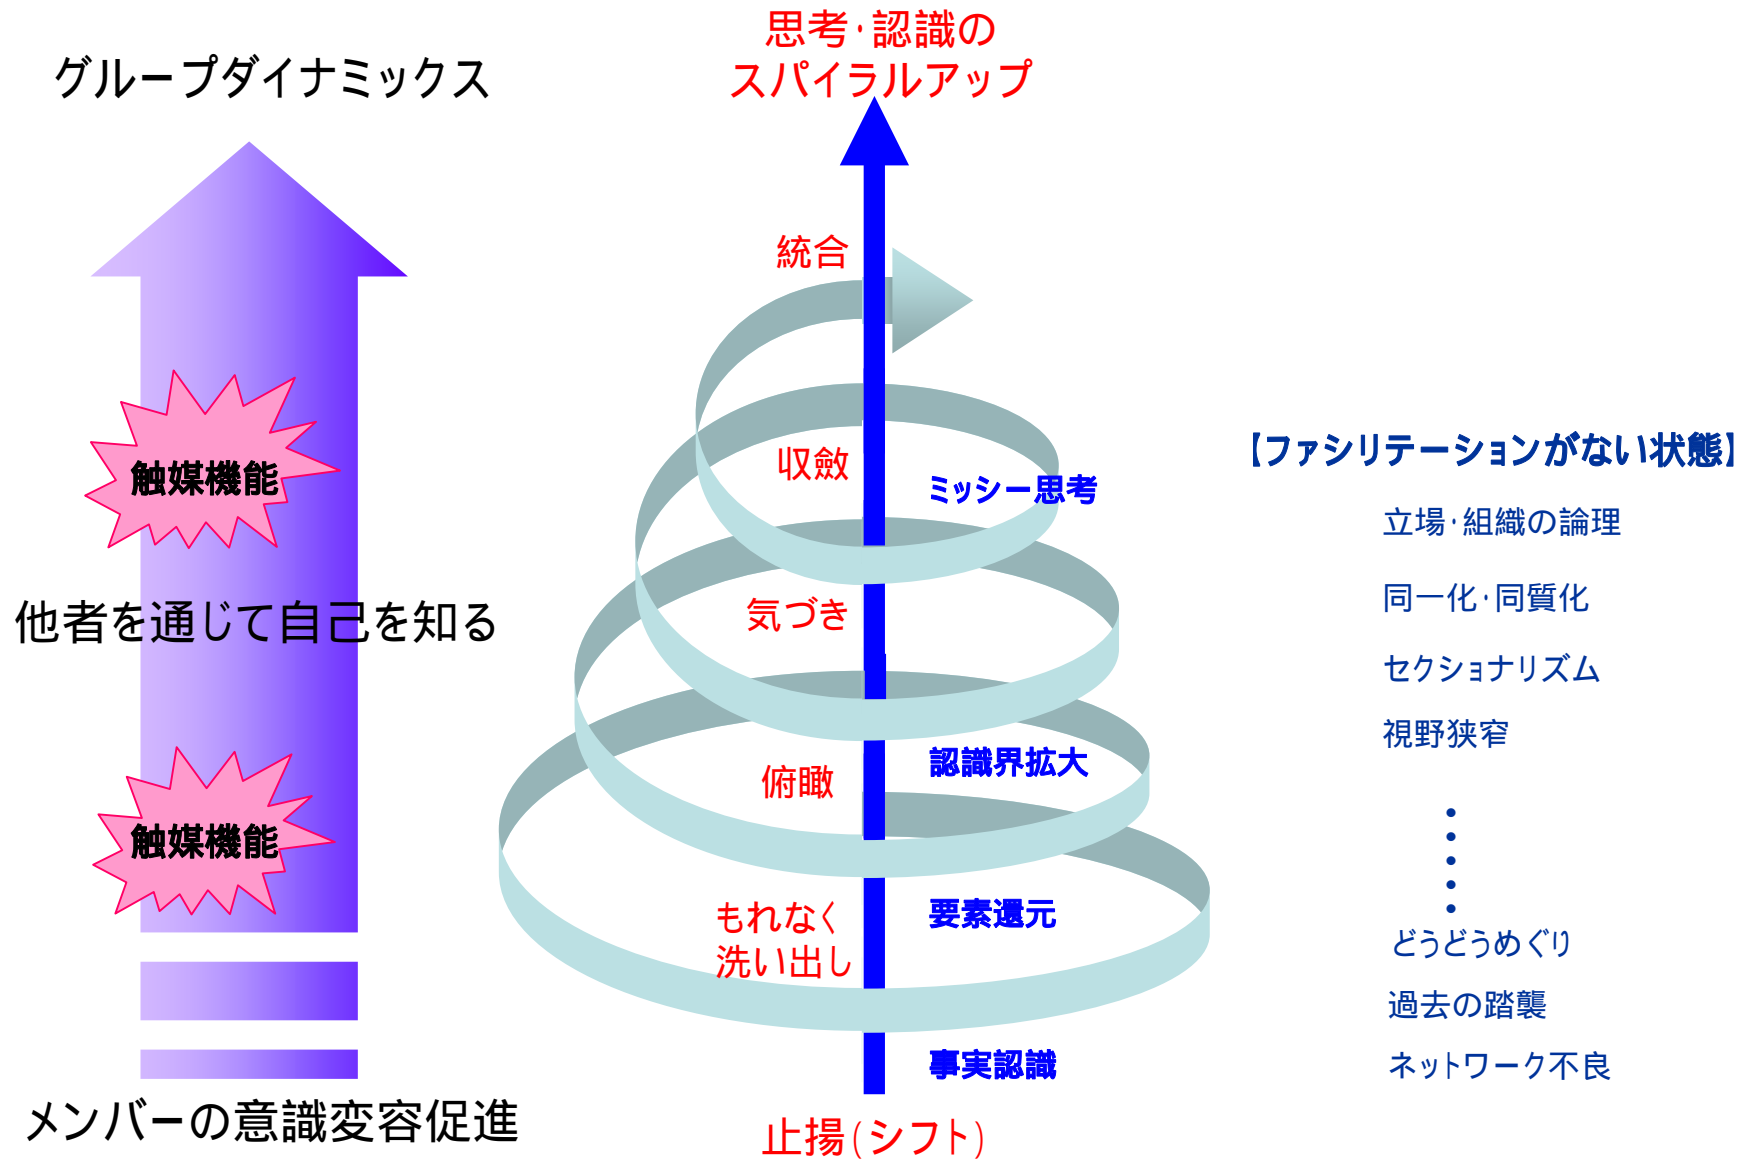 グループダイナミックス
触媒機能
他者を通じて自己を知る
触媒機能
メンバーの意識変容促進
思考・認識の
スパイラルアップ
統合
収斂
ミッシー思考
気づき
認識界拡大
俯瞰
要素還元
もれなく
洗い出し
事実認識
止揚(シフト)
【ファシリテーションがない状態】
立場・組織の論理
同一化・同質化
セクショナリズム
視野狭窄
・・・・・
どうどうめぐり
過去の踏襲
ネットワーク不良